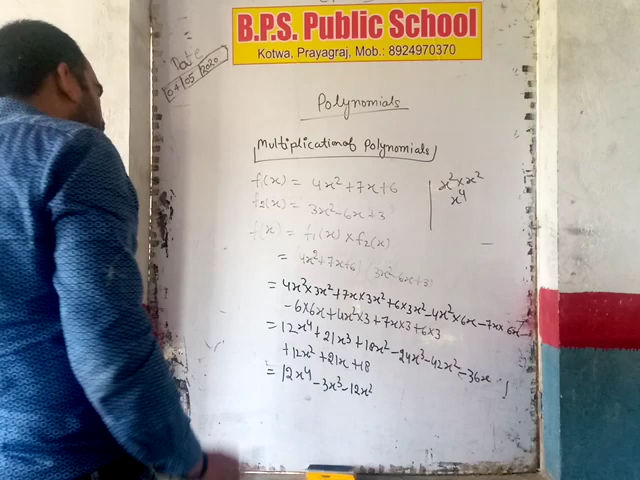 B.P.S. Public School
Kotwa, Prayagraj, Mob.: 8924970370
Date
04/05/2020
Polynomials
Multiplication of Polynomials
f₁(x) = 4x² + 7x + 6
f₂(x) = 3x² - 6x + 3
f(x) = f₁(x) × f₂(x)
= (4x² + 7x + 6) (3x² - 6x + 3)
= 4x² × 3x² + 7x × 3x² + 6 × 3x² - 4x² × 6x - 7x × 6x
- 6 × 6x + 4x² × 3 + 7x × 3 + 6 × 3
= 12x⁴ + 21x³ + 18x² - 24x³ - 42x² - 36x
+ 12x² + 21x + 18
= 12x⁴ - 3x³ - 12x²
x² × x²
x⁴